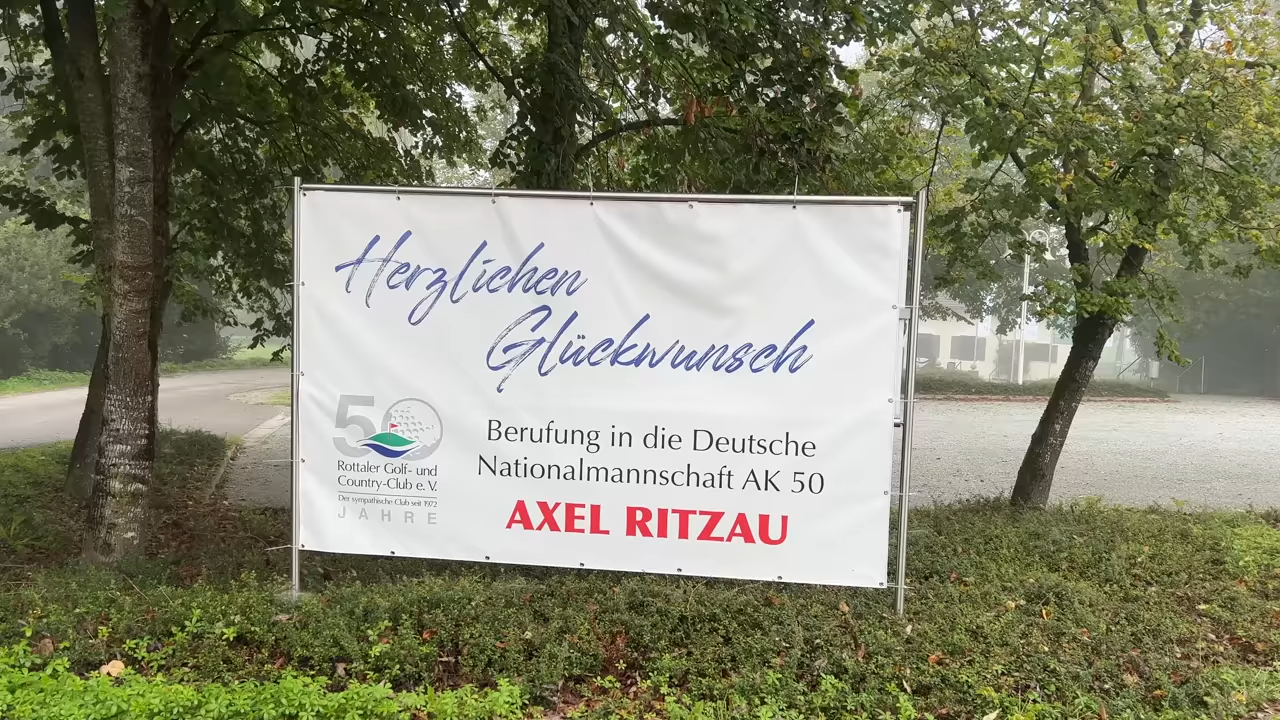 Herzlichen
Glückwunsch
50
Rottaler Golf- und
Country-Club e. V.
Der sympathische Club seit 1972
JAHRE
Berufung in die Deutsche
Nationalmannschaft AK 50
AXEL RITZAU